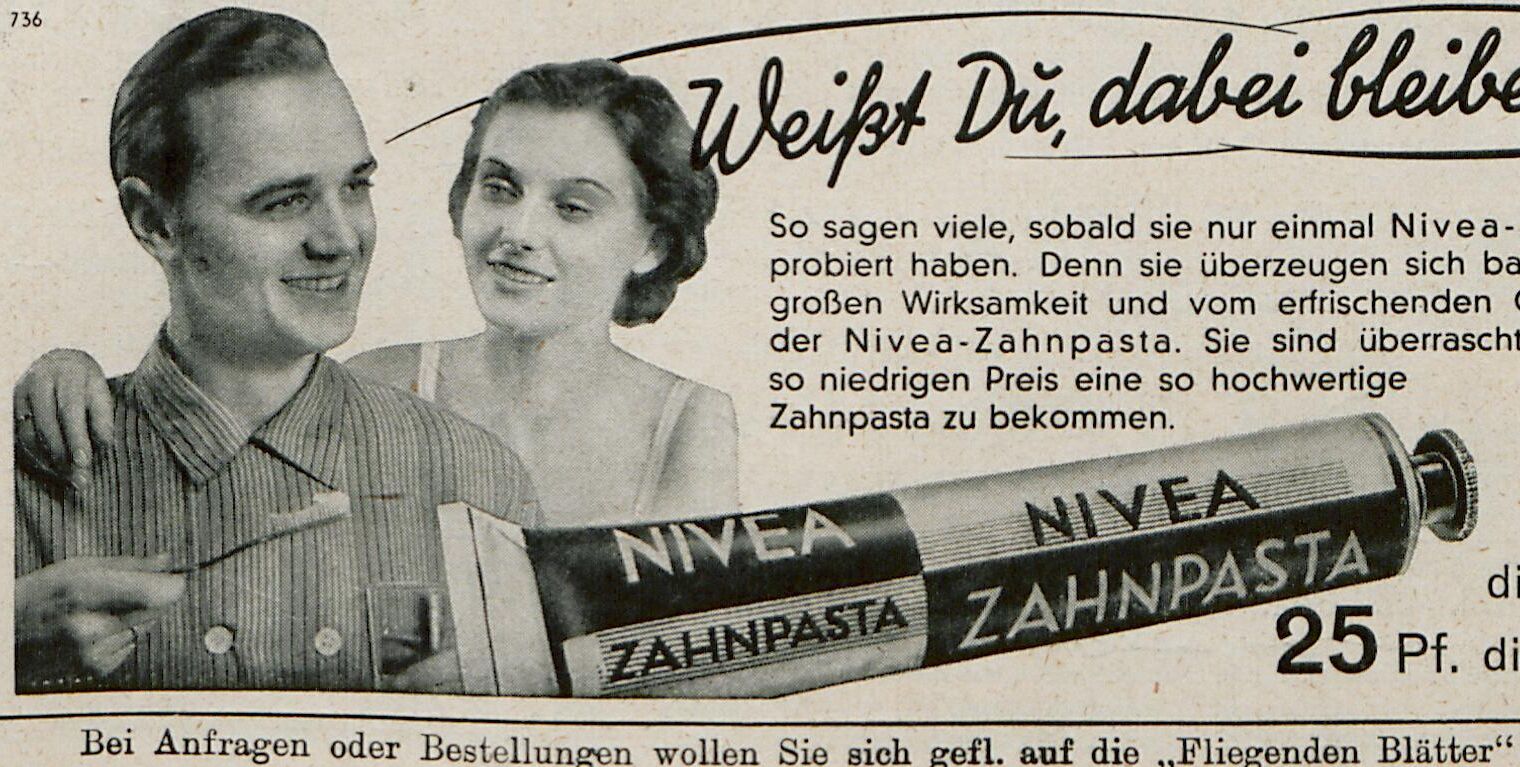 736
Weißt Dŭ, dabei bleibe
So sagen viele, sobald sie nur einmal Nivea-
probiert haben. Denn sie überzeugen sich ba
großen Wirksamkeit und vom erfrischenden G
der Nivea-Zahnpasta. Sie sind überrascht
so niedrigen Preis eine so hochwertige
Zahnpasta zu bekommen.
NIVEA
ZAHNPASTA
NIVEA
ZAHNPASTA
di
25 Pf. di
Bei Anfragen oder Bestellungen wollen Sie sich gefl. auf die „Fliegenden Blätter“